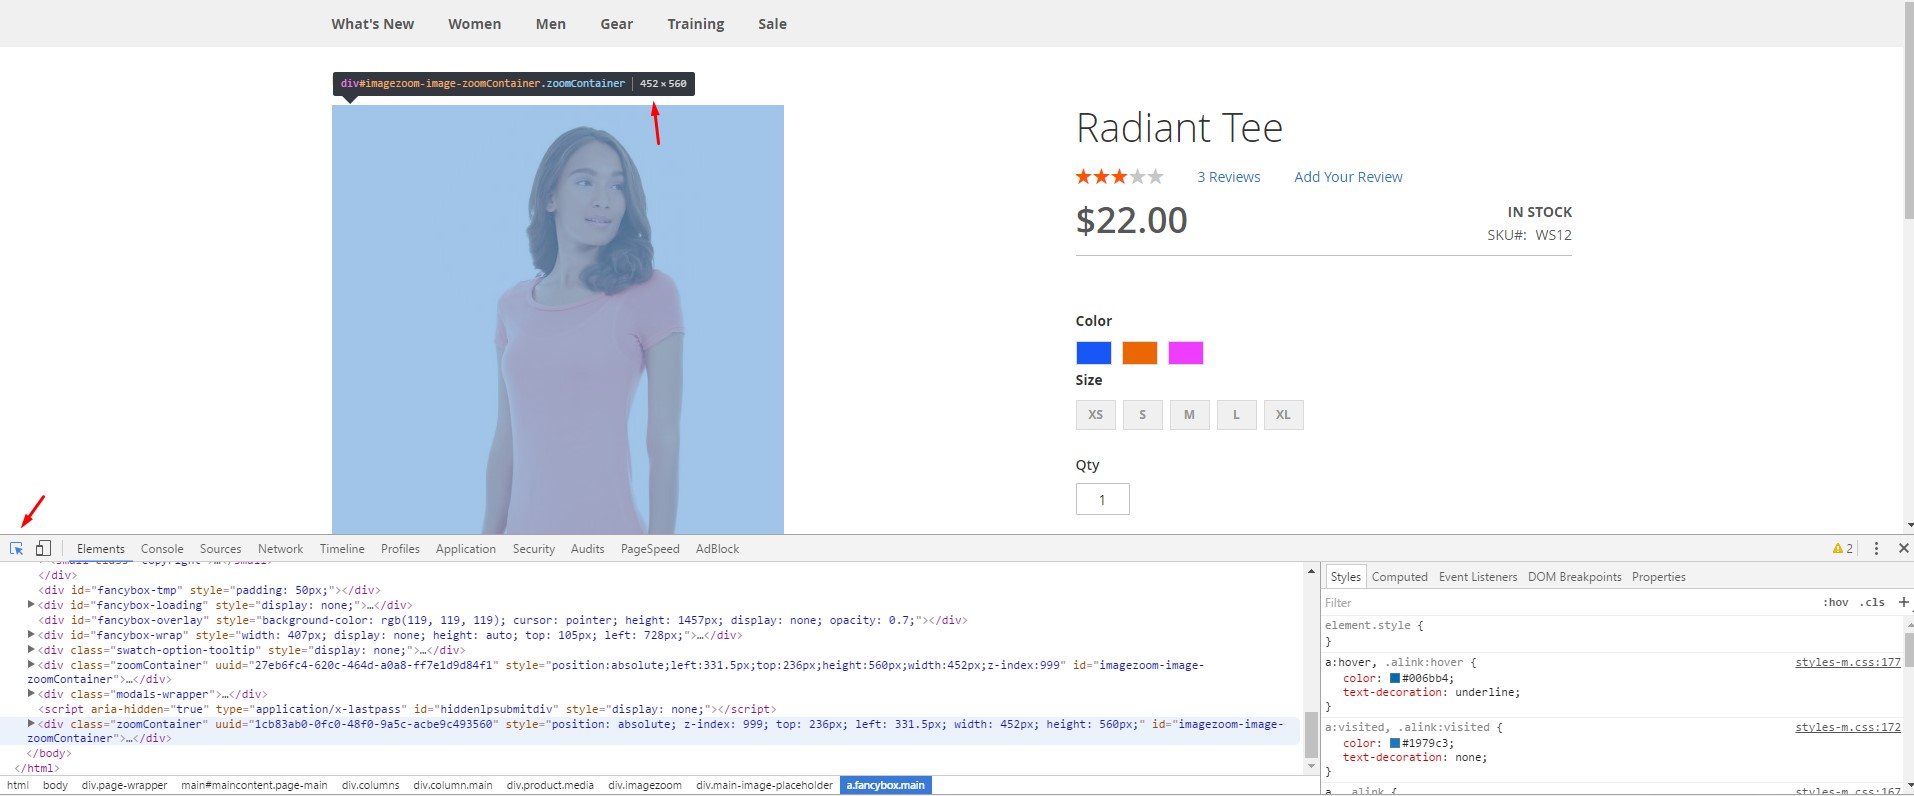 What's New Women Men Gear Training Sale
div#imagezoom-image-zoomContainer.zoomContainer 452 × 560
Radiant Tee
3 Reviews Add Your Review
$22.00
IN STOCK
SKU#: WS12
Color
Size
XS S M L XL
Qty
1
Elements Console Sources Network Timeline Profiles Application Security Audits PageSpeed AdBlock 2
</div>
<div id="fancybox-tmp" style="padding: 50px;"></div>
<div id="fancybox-loading" style="display: none;">…</div>
<div id="fancybox-overlay" style="background-color: rgb(119, 119, 119); cursor: pointer; height: 1457px; display: none; opacity: 0.7;"></div>
<div id="fancybox-wrap" style="width: 407px; display: none; height: auto; top: 105px; left: 728px;">…</div>
<div class="swatch-option-tooltip" style="display: none;">…</div>
<div class="zoomContainer" uuid="27eb6fc4-620c-464d-a0a8-ff7e1d9d84f1" style="position:absolute;left:331.5px;top:236px;height:560px;width:452px;z-index:999" id="imagezoom-image-
zoomContainer">…</div>
<div class="modals-wrapper">…</div>
<script aria-hidden="true" type="application/x-lastpass" id="hiddenlpsubmitdiv" style="display: none;"></script>
<div class="zoomContainer" uuid="1cb83ab0-0fc0-48f0-9a5c-acbe9c493560" style="position: absolute; z-index: 999; top: 236px; left: 331.5px; width: 452px; height: 560px;" id="imagezoom-image-
zoomContainer">…</div>
</body>
</html>
html body div.page-wrapper main#maincontent.page-main div.columns div.column.main div.product.media div.imagezoom div.main-image-placeholder a.fancybox.main
Styles Computed Event Listeners DOM Breakpoints Properties
Filter :hov .cls +
element.style {
}
a:hover, .alink:hover { styles-m.css:177
color: #006bb4;
text-decoration: underline;
}
a:visited, .alink:visited { styles-m.css:172
color: #1979c3;
text-decoration: none;
}
a, .alink { styles-m.css:167